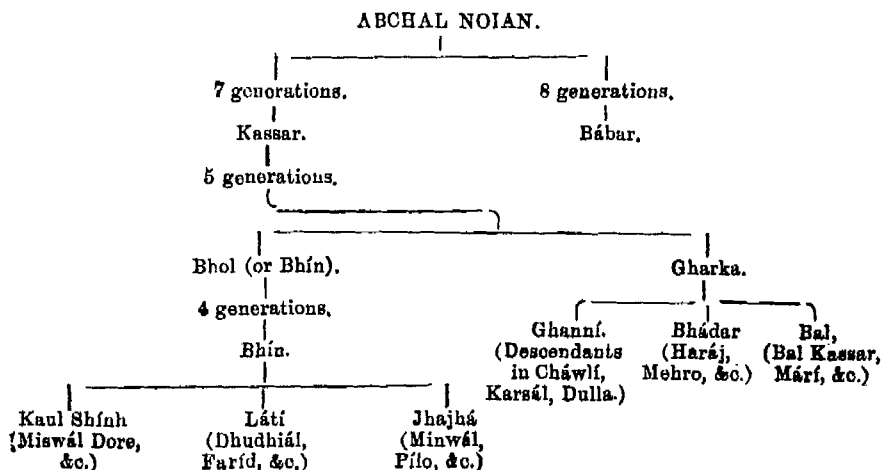 ABCHAL NOIAN.
7 generations. 8 generations.
Kassar. Bábar.
5 generations.
Bhol (or Bhín). Gharka.
4 generations.
Bhín.
Ghanní. Bhádar Bal,
(Descendants (Haráj, (Bal Kassar,
in Cháwlí, Mehro, &c.) Márí, &c.)
Karsál, Dulla.)
Kaul Shính Látí Jhajhá
(Miswál Dore, (Dhudhiál, (Minwál,
&c.) Faríd, &c.) Pílo, &c.)